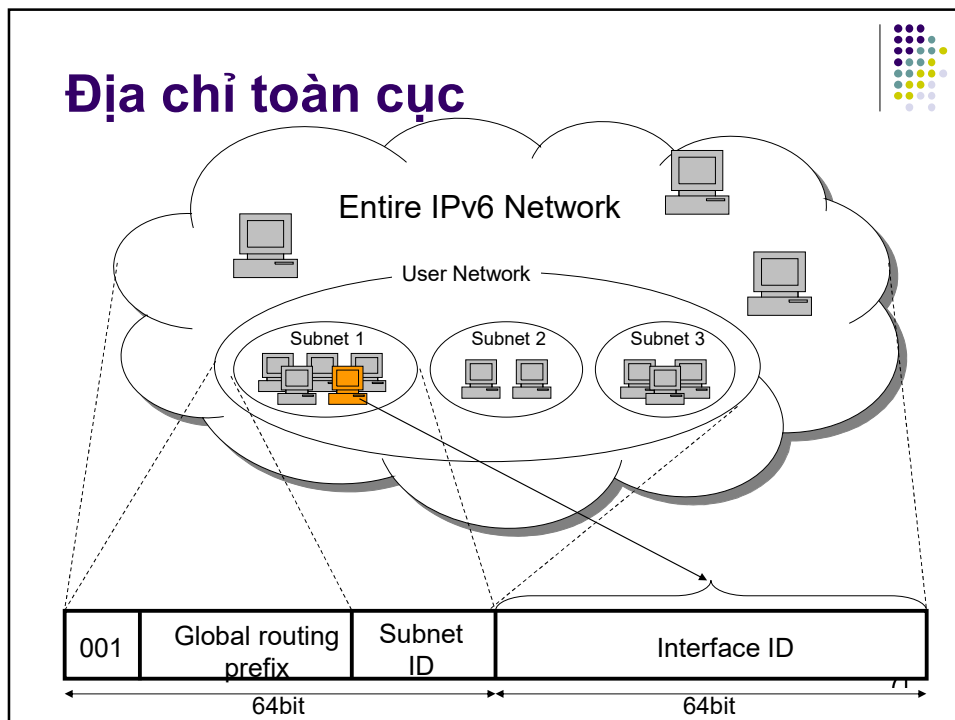 Địa chỉ toàn cục
Entire IPv6 Network
User Network
Subnet 1
Subnet 2
Subnet 3
001
Global routing
prefix
Subnet
ID
Interface ID
64bit
64bit